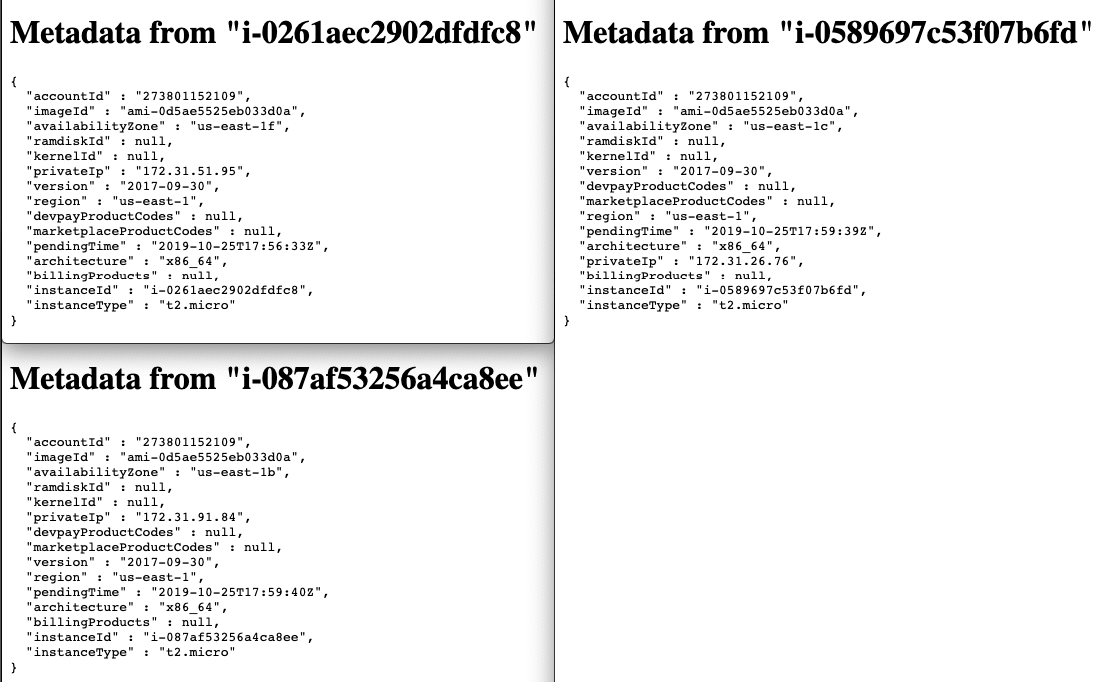 Metadata from "i-0261aec2902dfdfc8"
{
  "accountId" : "273801152109",
  "imageId" : "ami-0d5ae5525eb033d0a",
  "availabilityZone" : "us-east-1f",
  "ramdiskId" : null,
  "kernelId" : null,
  "privateIp" : "172.31.51.95",
  "version" : "2017-09-30",
  "region" : "us-east-1",
  "devpayProductCodes" : null,
  "marketplaceProductCodes" : null,
  "pendingTime" : "2019-10-25T17:56:33Z",
  "architecture" : "x86_64",
  "billingProducts" : null,
  "instanceId" : "i-0261aec2902dfdfc8",
  "instanceType" : "t2.micro"
}
Metadata from "i-0589697c53f07b6fd"
{
  "accountId" : "273801152109",
  "imageId" : "ami-0d5ae5525eb033d0a",
  "availabilityZone" : "us-east-1c",
  "ramdiskId" : null,
  "kernelId" : null,
  "version" : "2017-09-30",
  "devpayProductCodes" : null,
  "marketplaceProductCodes" : null,
  "region" : "us-east-1",
  "pendingTime" : "2019-10-25T17:59:39Z",
  "architecture" : "x86_64",
  "privateIp" : "172.31.26.76",
  "billingProducts" : null,
  "instanceId" : "i-0589697c53f07b6fd",
  "instanceType" : "t2.micro"
}
Metadata from "i-087af53256a4ca8ee"
{
  "accountId" : "273801152109",
  "imageId" : "ami-0d5ae5525eb033d0a",
  "availabilityZone" : "us-east-1b",
  "ramdiskId" : null,
  "kernelId" : null,
  "privateIp" : "172.31.91.84",
  "devpayProductCodes" : null,
  "marketplaceProductCodes" : null,
  "version" : "2017-09-30",
  "region" : "us-east-1",
  "pendingTime" : "2019-10-25T17:59:40Z",
  "architecture" : "x86_64",
  "billingProducts" : null,
  "instanceId" : "i-087af53256a4ca8ee",
  "instanceType" : "t2.micro"
}